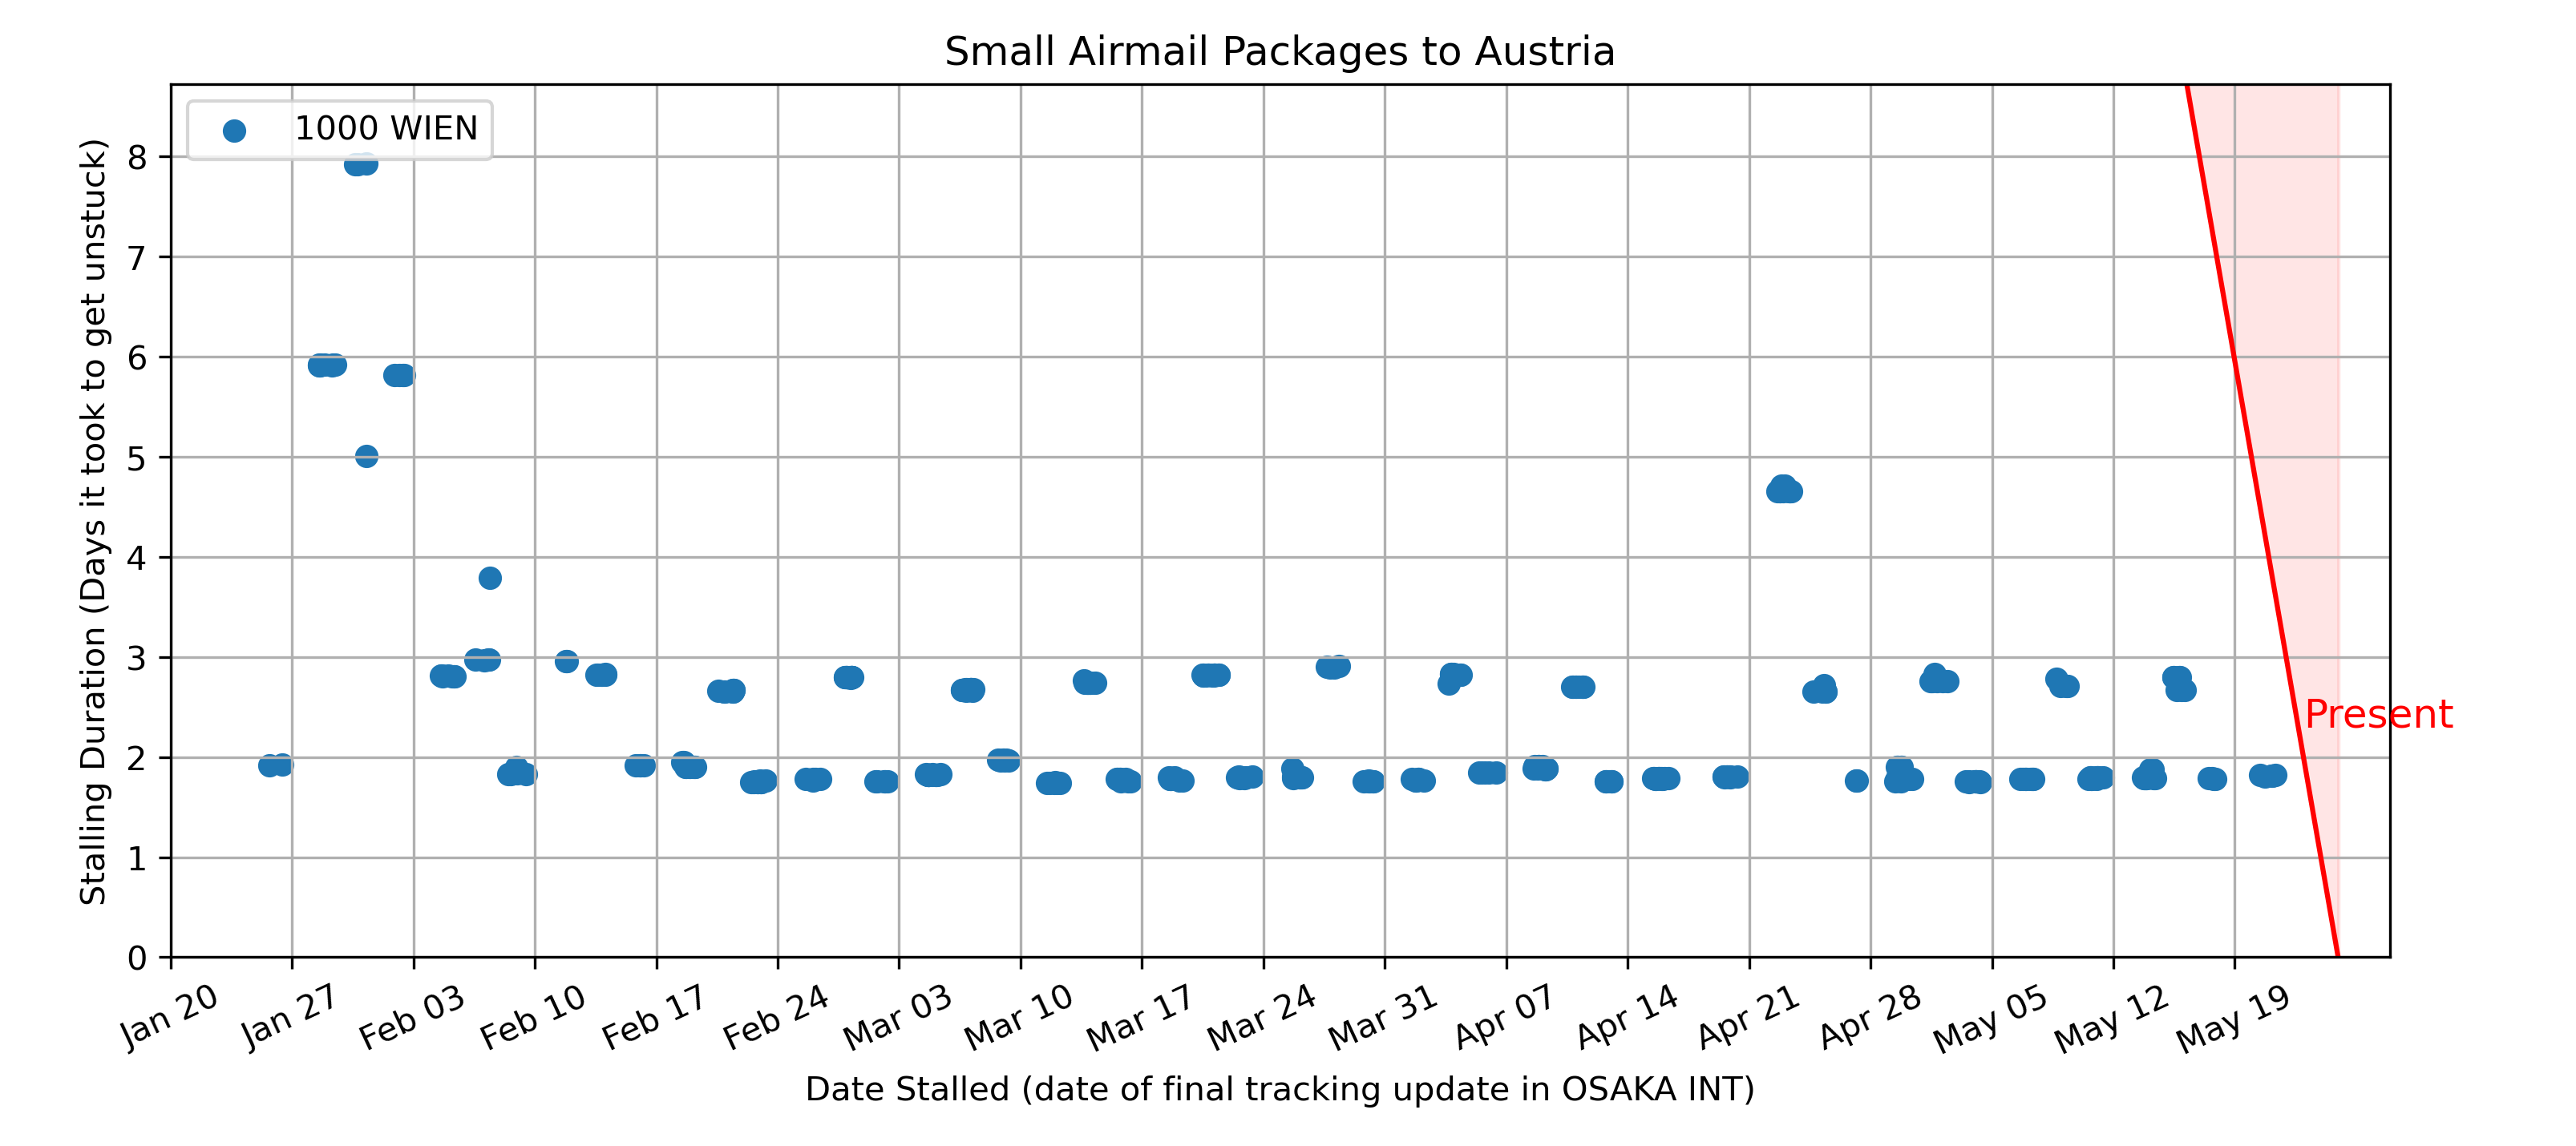 Small Airmail Packages to Austria
1000 WIEN
Stalling Duration (Days it took to get unstuck)
8
7
6
5
4
3
2
1
0
Present
Jan 20
Jan 27
Feb 03
Feb 10
Feb 17
Feb 24
Mar 03
Mar 10
Mar 17
Mar 24
Mar 31
Apr 07
Apr 14
Apr 21
Apr 28
May 05
May 12
May 19
Date Stalled (date of final tracking update in OSAKA INT)